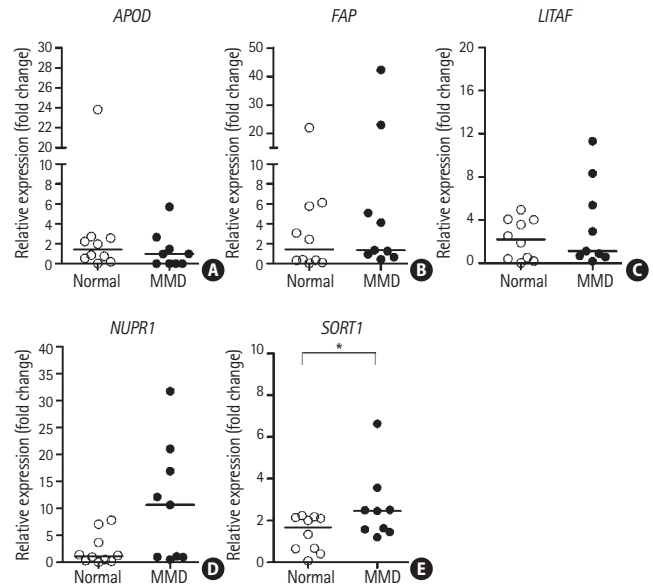 APOD
Relative expression (fold change)
30
28
26
24
22
20
10
8
6
4
2
0
Normal MMD
A
FAP
Relative expression (fold change)
50
40
30
20
10
8
6
4
2
0
Normal MMD
B
LITAF
Relative expression (fold change)
20
16
12
8
4
0
Normal MMD
C
NUPR1
Relative expression (fold change)
40
35
30
25
20
15
10
5
0
Normal MMD
D
SORT1
Relative expression (fold change)
10
8
6
4
2
0
*
Normal MMD
E